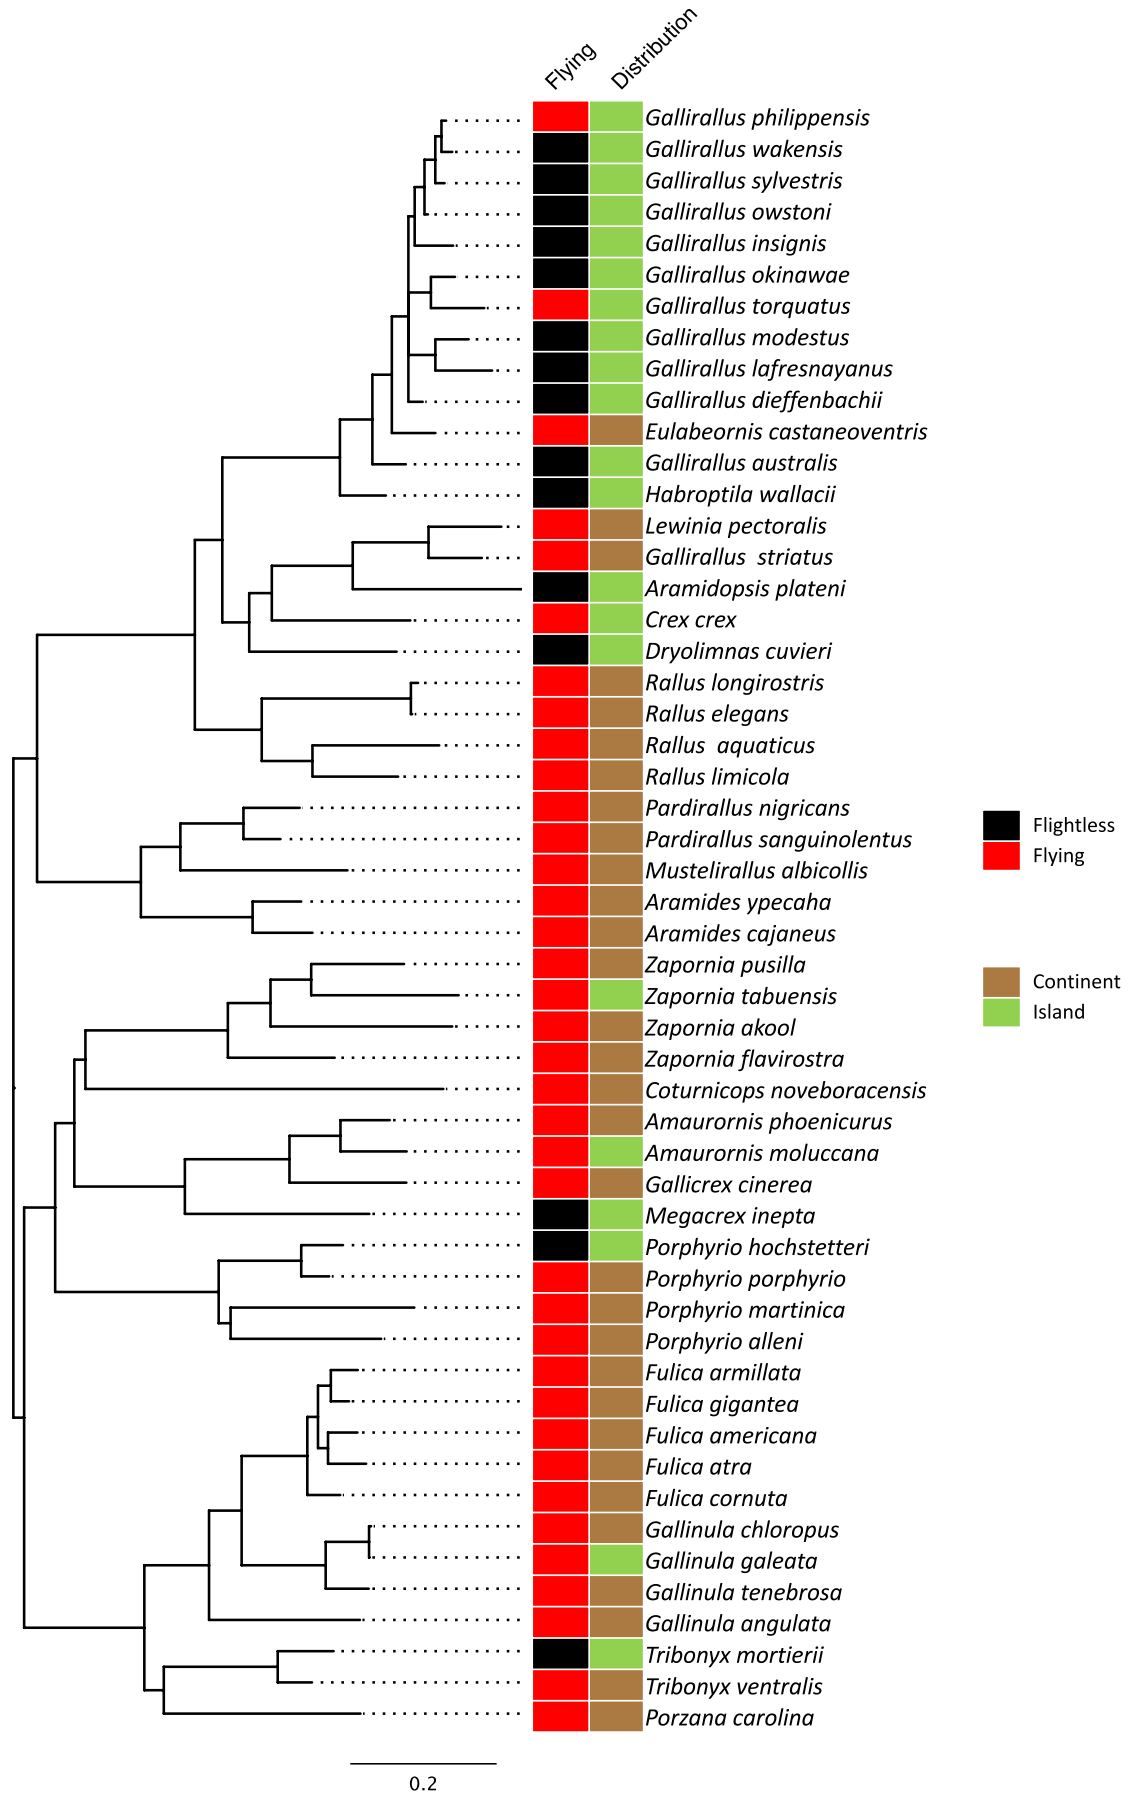 Flying
Distribution
Gallirallus philippensis
Gallirallus wakensis
Gallirallus sylvestris
Gallirallus owstoni
Gallirallus insignis
Gallirallus okinawae
Gallirallus torquatus
Gallirallus modestus
Gallirallus lafresnayanus
Gallirallus dieffenbachii
Eulabeornis castaneoventris
Gallirallus australis
Habroptila wallacii
Lewinia pectoralis
Gallirallus  striatus
Aramidopsis plateni
Crex crex
Dryolimnas cuvieri
Rallus longirostris
Rallus elegans
Rallus  aquaticus
Rallus limicola
Pardirallus nigricans
Pardirallus sanguinolentus
Mustelirallus albicollis
Aramides ypecaha
Aramides cajaneus
Zapornia pusilla
Zapornia tabuensis
Zapornia akool
Zapornia flavirostra
Coturnicops noveboracensis
Amaurornis phoenicurus
Amaurornis moluccana
Gallicrex cinerea
Megacrex inepta
Porphyrio hochstetteri
Porphyrio porphyrio
Porphyrio martinica
Porphyrio alleni
Fulica armillata
Fulica gigantea
Fulica americana
Fulica atra
Fulica cornuta
Gallinula chloropus
Gallinula galeata
Gallinula tenebrosa
Gallinula angulata
Tribonyx mortierii
Tribonyx ventralis
Porzana carolina
Flightless
Flying
Continent
Island
0.2